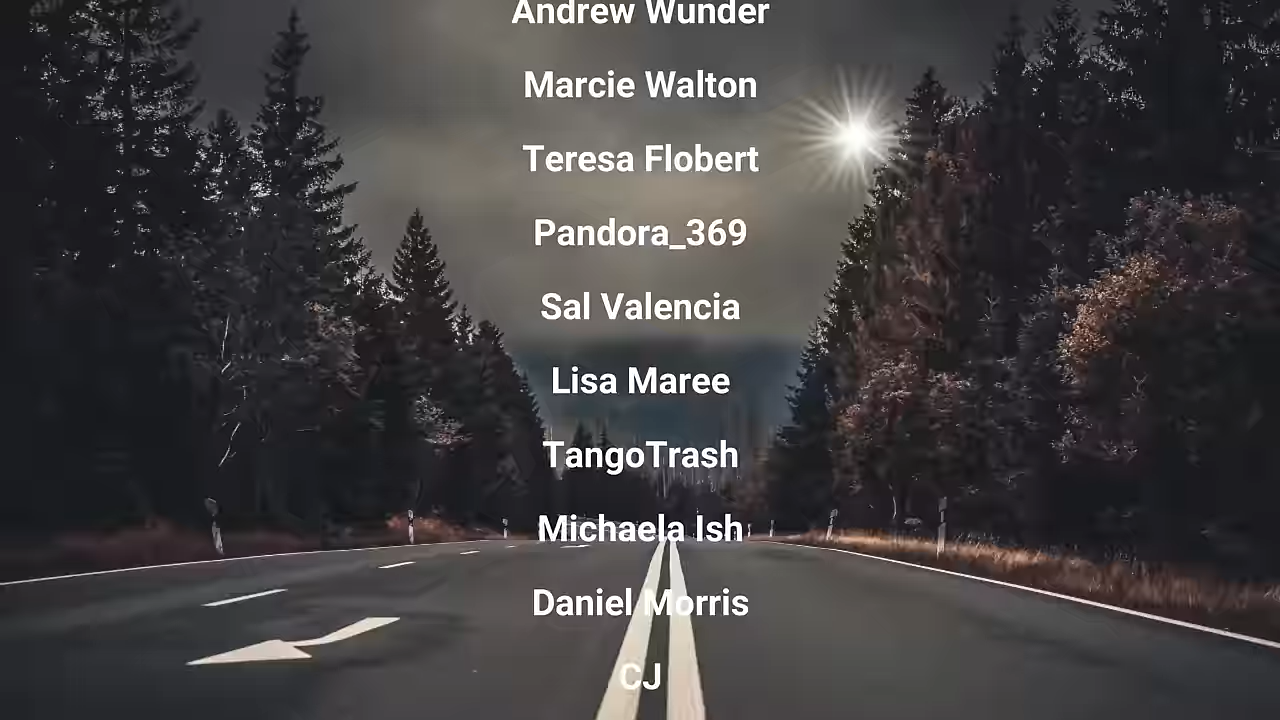 Andrew Wunder
Marcie Walton
Teresa Flobert
Pandora_369
Sal Valencia
Lisa Maree
TangoTrash
Michaela Ish
Daniel Morris
CJ